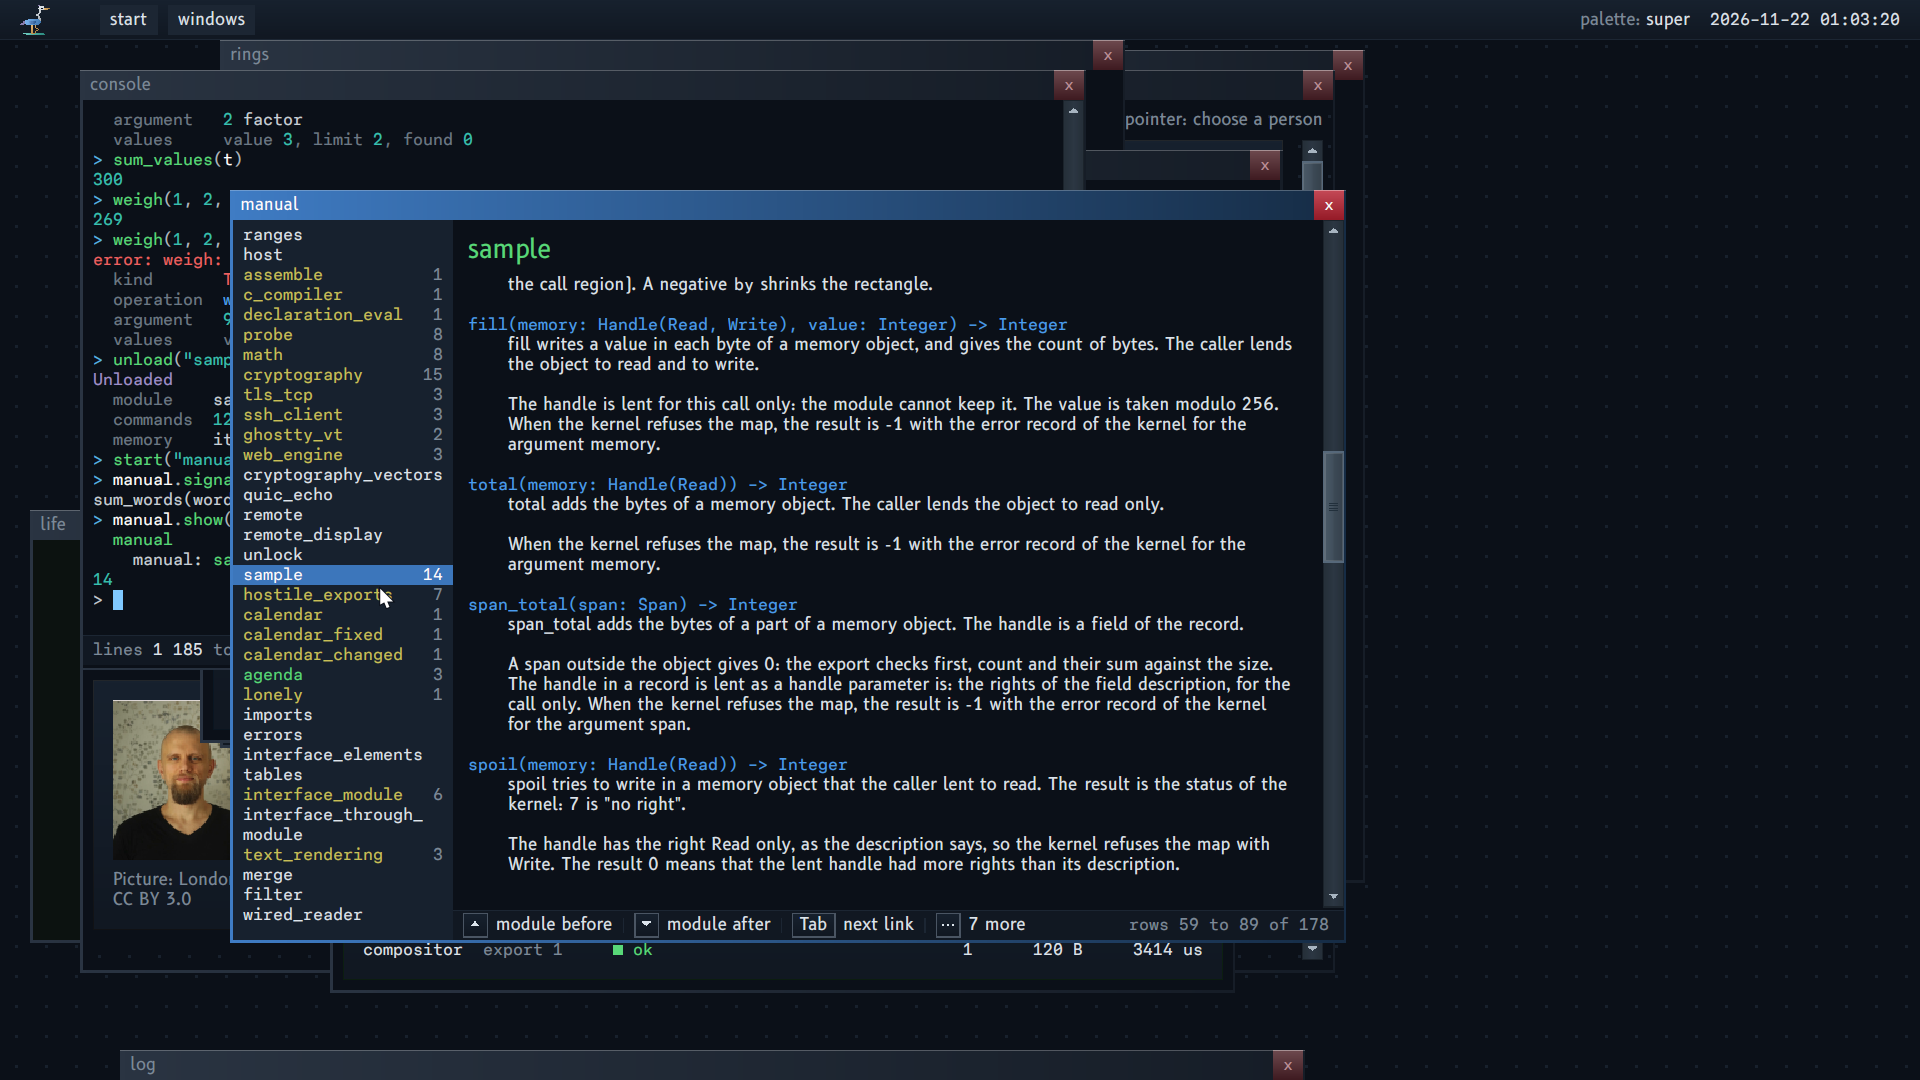 start windows palette: super 2026-11-22 01:03:20
rings x
x
console x
x
argument 2 factor
pointer: choose a person
values value 3, limit 2, found 0
> sum_values(t)
x
300
> weigh(1, 2,
269
> weigh(1, 2,
error: weigh:
kind
operation
argument
values
> unload("samp
Unloaded
module sa
commands 12
memory it
> start("manua
> manual.signa
sum_words(word
> manual.show(
manual
manual: sa
14
>
lines 1 185 to
life
Picture: Londo
CC BY 3.0
manual x
ranges
host
assemble 1
c_compiler 1
declaration_eval 1
probe 8
math 8
cryptography 15
tls_tcp 3
ssh_client 3
ghostty_vt 2
web_engine 3
cryptography_vectors
quic_echo
remote
remote_display
unlock
sample 14
hostile_exports 7
calendar 1
calendar_fixed 1
calendar_changed 1
agenda 3
lonely 1
imports
errors
interface_elements
tables
interface_module 6
interface_through_
module
text_rendering 3
merge
filter
wired_reader
sample
the call region]. A negative by shrinks the rectangle.
fill(memory: Handle(Read, Write), value: Integer) -> Integer
fill writes a value in each byte of a memory object, and gives the count of bytes. The caller lends
the object to read and to write.
The handle is lent for this call only: the module cannot keep it. The value is taken modulo 256.
When the kernel refuses the map, the result is -1 with the error record of the kernel for the
argument memory.
total(memory: Handle(Read)) -> Integer
total adds the bytes of a memory object. The caller lends the object to read only.
When the kernel refuses the map, the result is -1 with the error record of the kernel for the
argument memory.
span_total(span: Span) -> Integer
span_total adds the bytes of a part of a memory object. The handle is a field of the record.
A span outside the object gives 0: the export checks first, count and their sum against the size.
The handle in a record is lent as a handle parameter is: the rights of the field description, for the
call only. When the kernel refuses the map, the result is -1 with the error record of the kernel
for the argument span.
spoil(memory: Handle(Read)) -> Integer
spoil tries to write in a memory object that the caller lent to read. The result is the status of the
kernel: 7 is "no right".
The handle has the right Read only, as the description says, so the kernel refuses the map with
Write. The result 0 means that the lent handle had more rights than its description.
module before module after Tab next link ... 7 more rows 59 to 89 of 178
compositor export 1 ok 1 120 B 3414 us
log x